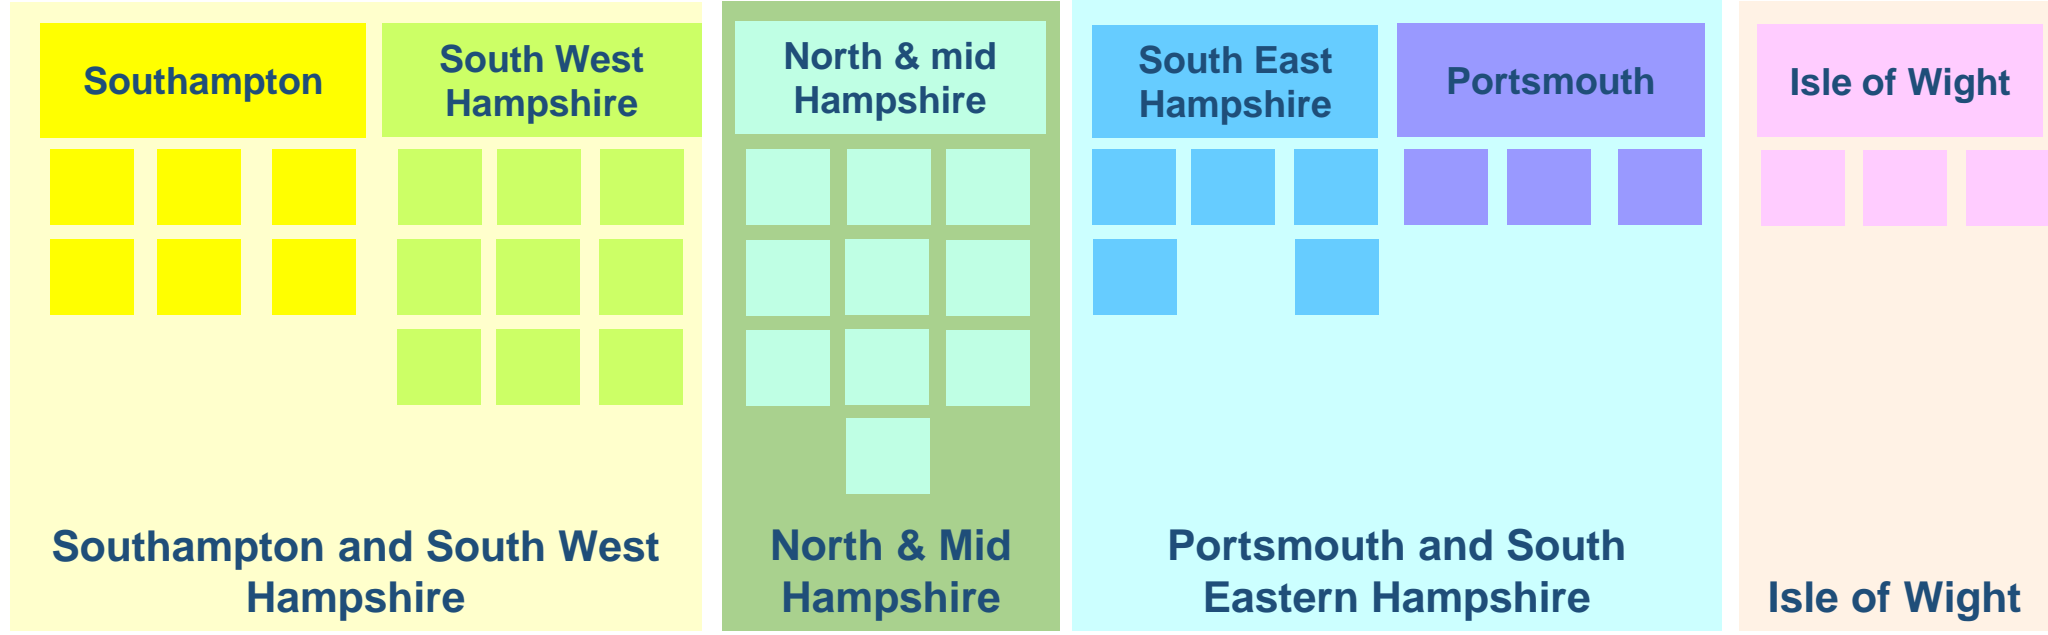 Southampton
South West
Hampshire
North & mid
Hampshire
South East
Hampshire
Portsmouth
Isle of Wight
Southampton and South West
Hampshire
North & Mid
Hampshire
Portsmouth and South
Eastern Hampshire
Isle of Wight